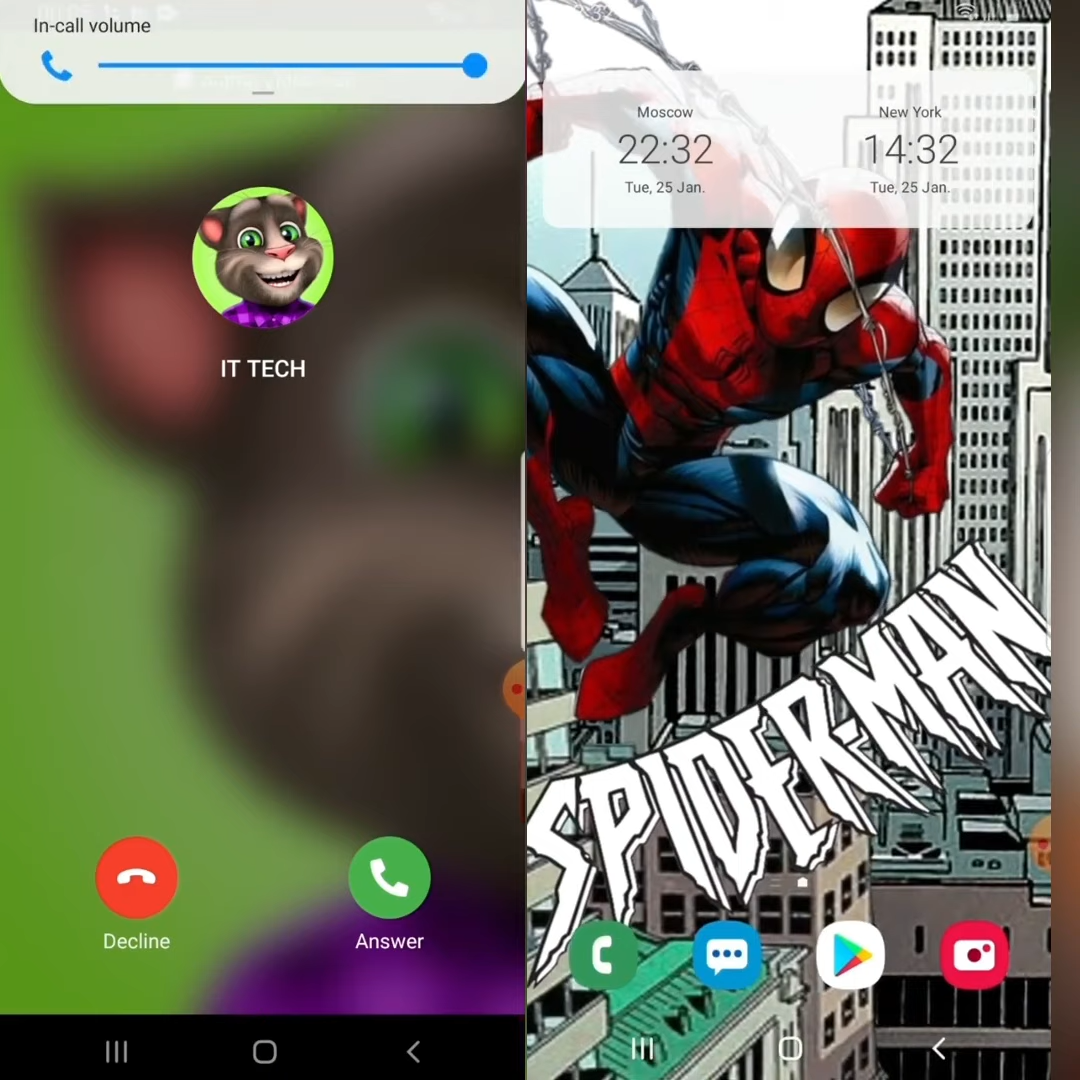 In-call volume
IT TECH
Decline
Answer
Moscow
22:32
Tue, 25 Jan.
New York
14:32
Tue, 25 Jan.
SPIDER-MAN